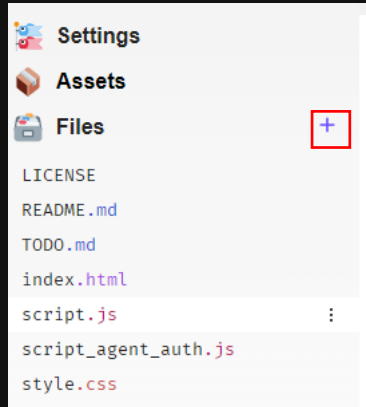 Settings
Assets
Files +
LICENSE
README.md
TODO.md
index.html
script.js
script_agent_auth.js
style.css